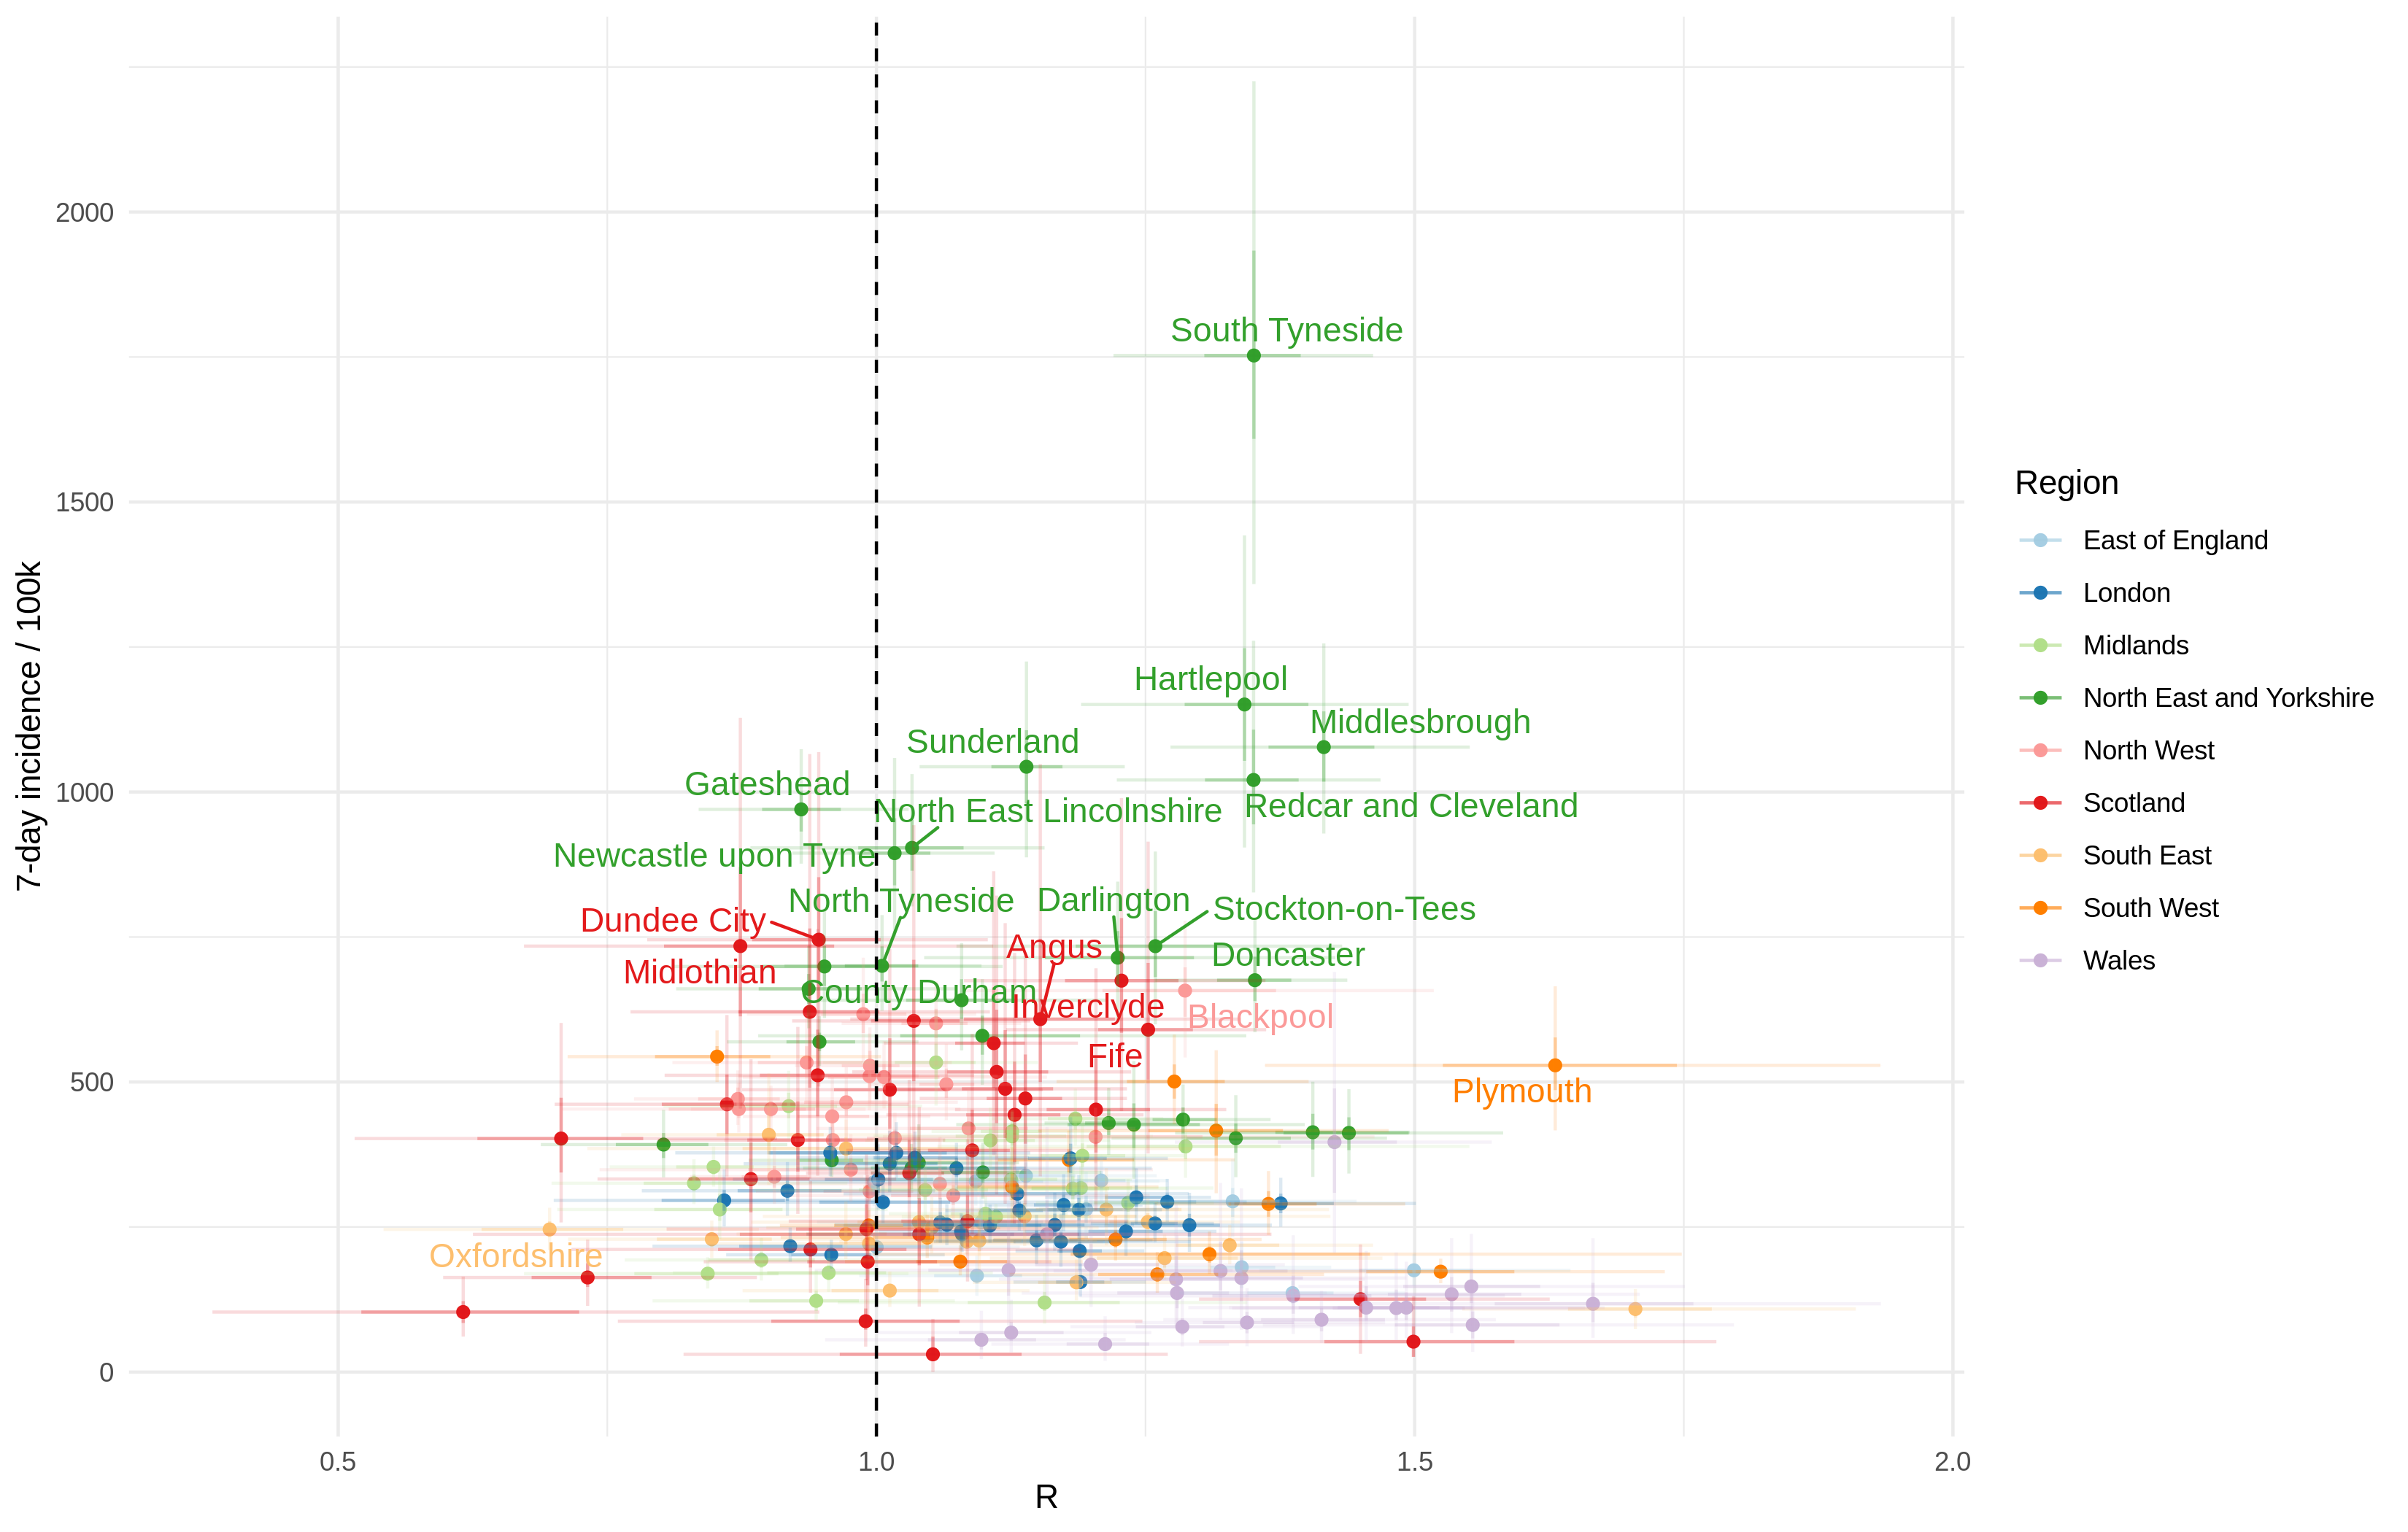 2000
1500
1000
500
0
7-day incidence / 100k
0.5
1.0
1.5
2.0
R
South Tyneside
Hartlepool
Middlesbrough
Sunderland
Gateshead
Redcar and Cleveland
North East Lincolnshire
Newcastle upon Tyne
North Tyneside
Darlington
Stockton-on-Tees
Dundee City
Angus
Doncaster
Midlothian
County Durham
Inverclyde
Blackpool
Fife
Plymouth
Oxfordshire
Region
East of England
London
Midlands
North East and Yorkshire
North West
Scotland
South East
South West
Wales